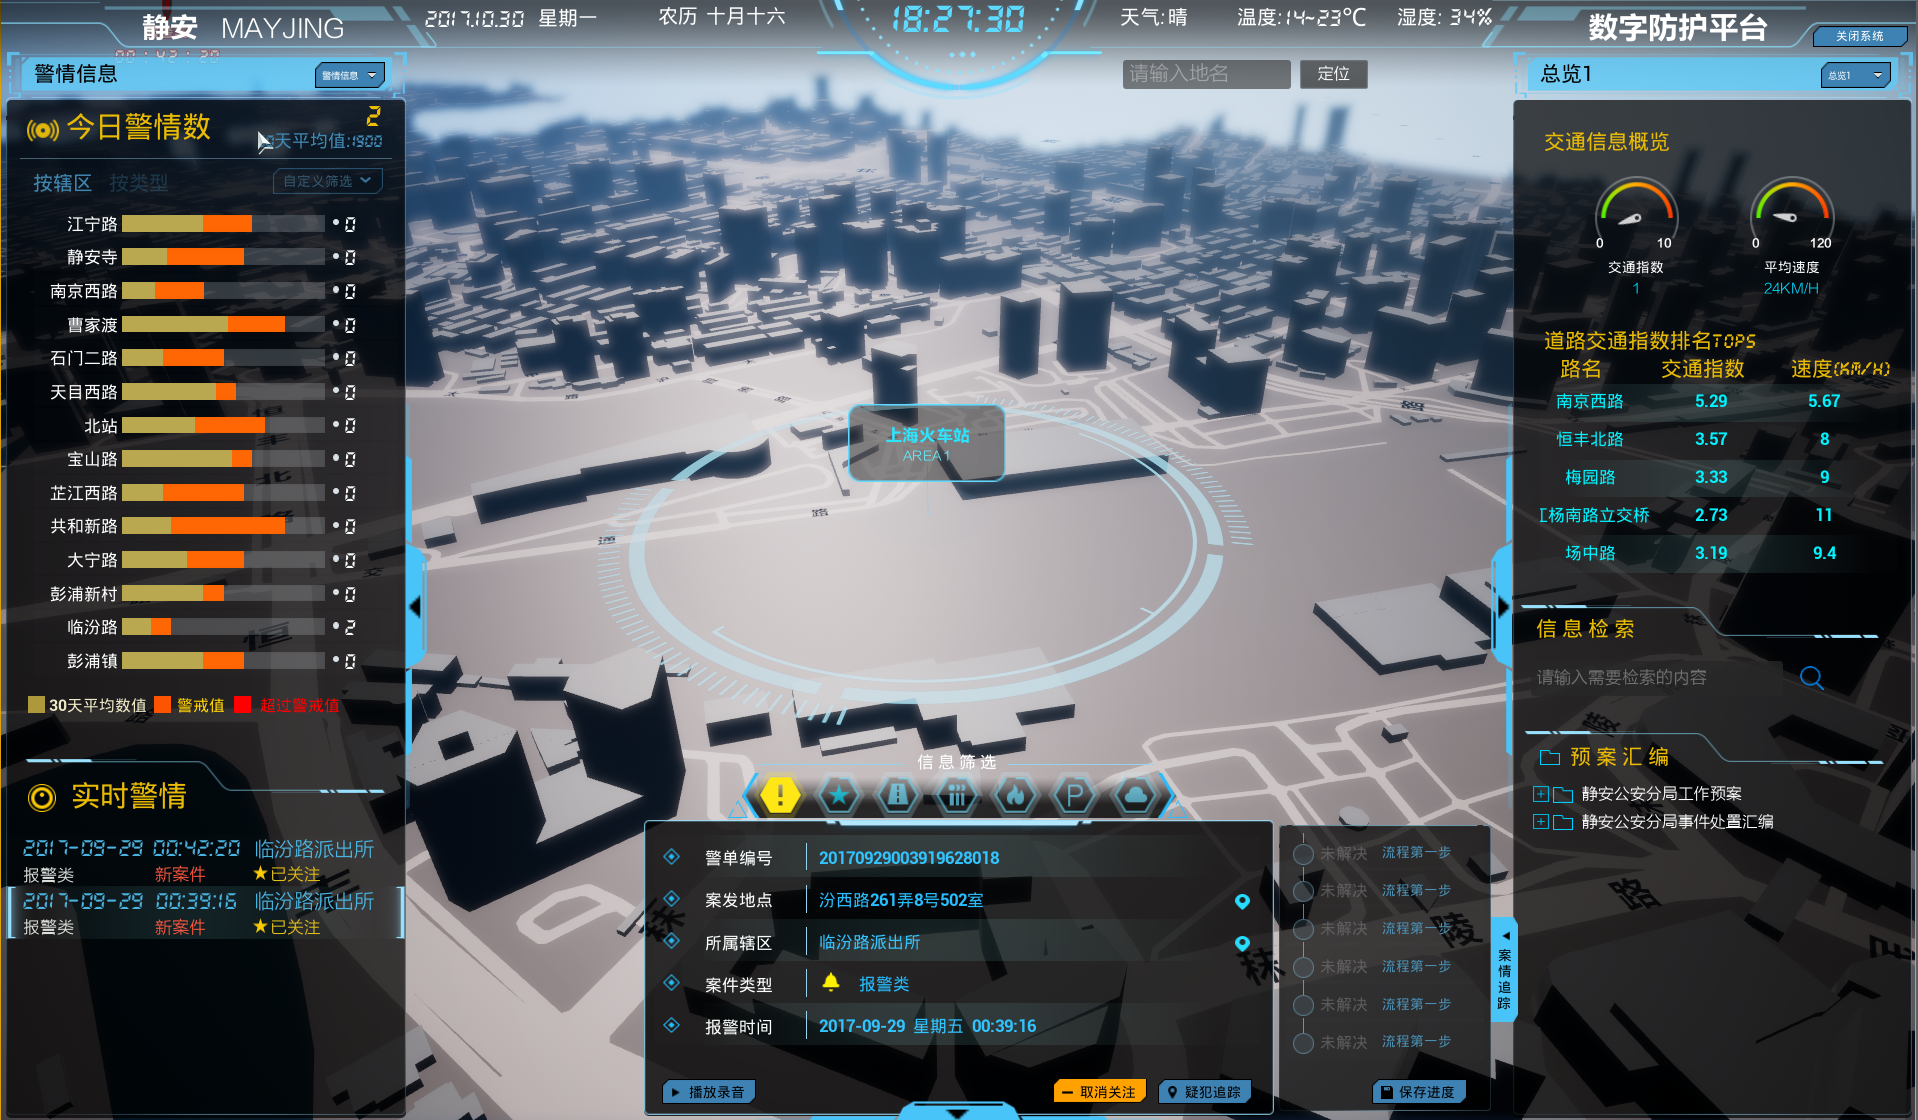 静安 MAYJING
2017.10.30 星期一
农历 十月十六
18:27:30
天气:晴 温度:14~23℃ 湿度: 34%
数字防护平台
关闭系统
00:42:20
警情信息
警情信息
请输入地名
定位
总览1
总览1
今日警情数
2
天平均值:1900
按辖区 按类型
自定义筛选
江宁路 0
静安寺 0
南京西路 0
曹家渡 0
石门二路 0
天目西路 0
北站 0
宝山路 0
芷江西路 0
共和新路 0
大宁路 0
彭浦新村 0
临汾路 2
彭浦镇 0
30天平均数值 警戒值 超过警戒值
实时警情
2017-09-29 00:42:20 临汾路派出所
报警类 新案件 ★已关注
2017-09-29 00:39:16 临汾路派出所
报警类 新案件 ★已关注
上海火车站
AREA1
路
通
信息筛选
P
警单编号 20170929003919628018
案发地点 汾西路261弄8号502室
所属辖区 临汾路派出所
案件类型 报警类
报警时间 2017-09-29 星期五 00:39:16
播放录音
取消关注
疑犯追踪
未解决 流程第一步
未解决 流程第一步
未解决 流程第一步
未解决 流程第一步
未解决 流程第一步
未解决 流程第一步
保存进度
案情追踪
交通信息概览
0 10
交通指数
1
0 120
平均速度
24KM/H
道路交通指数排名TOP5
路名 交通指数 速度(KM/H)
南京西路 5.29 5.67
恒丰北路 3.57 8
梅园路 3.33 9
江杨南路立交桥 2.73 11
场中路 3.19 9.4
信息检索
请输入需要检索的内容
预案汇编
静安公安分局工作预案
静安公安分局事件处置汇编